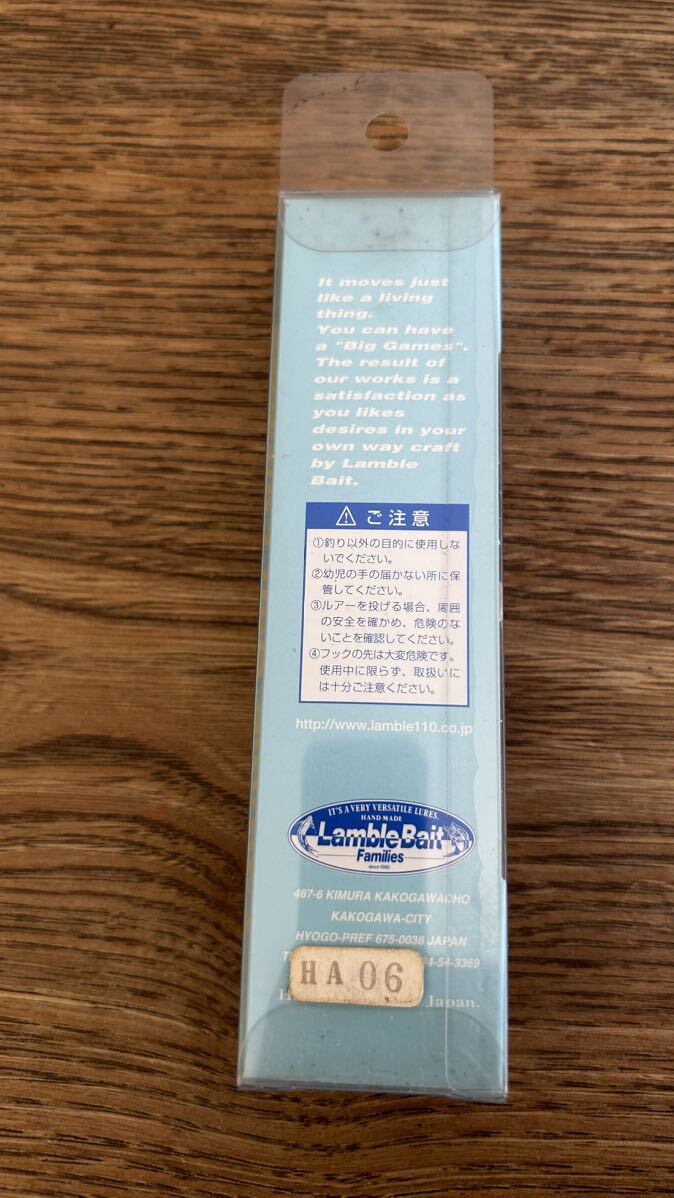 It moves just
like a living
thing.
You can have
a "Big Games".
The result of
our works is a
satisfaction as
you likes
desires in your
own way craft
by Lamble
Bait.
⚠ ご注意
①釣り以外の目的に使用しな
いでください。
②幼児の手の届かない所に保
管してください。
③ルアーを投げる場合、周囲
の安全を確かめ、危険のな
いことを確認してください。
④フックの先は大変危険です。
使用中に限らず、取扱いに
は十分ご注意ください。
http://www.lamble110.co.jp
IT'S A VERY VERSATILE LURES.
HAND MADE
LambleBait
Families
since 1985
487-6 KIMURA KAKOGAWACHO
KAKOGAWA-CITY
HYOGO-PREF 675-0038 JAPAN
T 94-54-3369
HA06
H Japan.